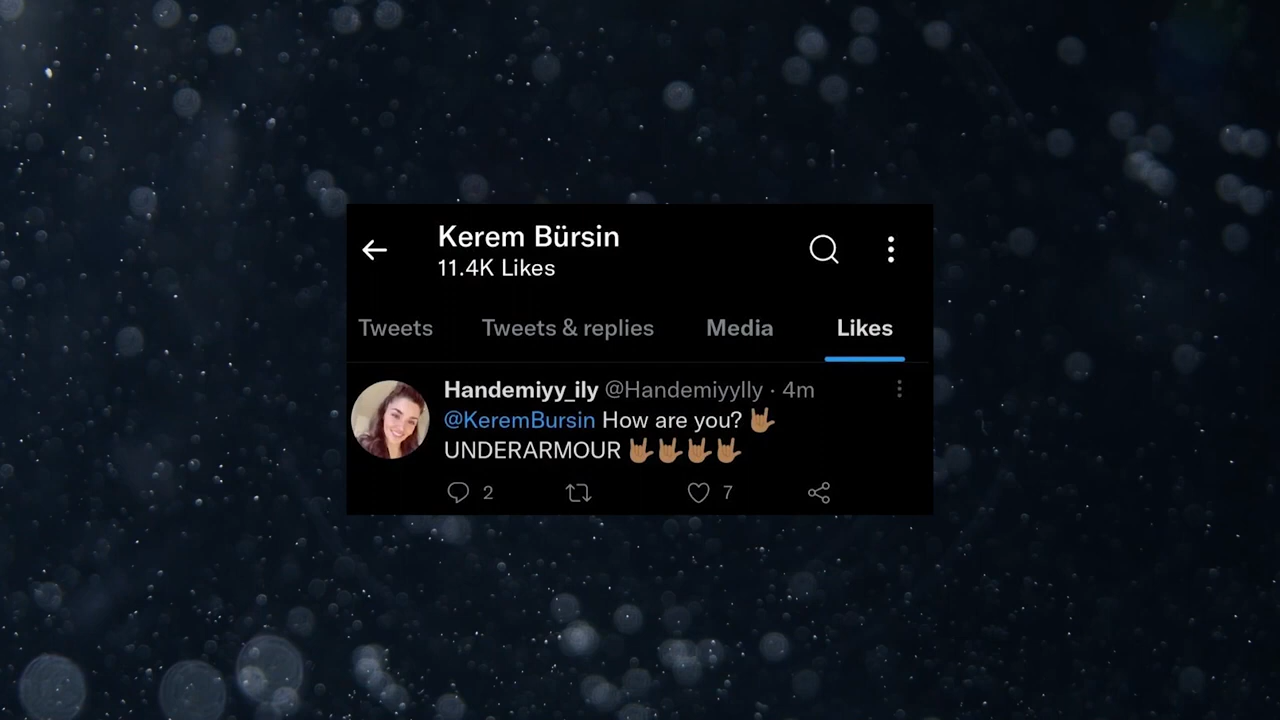 Kerem Bürsin
11.4K Likes
Tweets Tweets & replies Media Likes
Handemiyy_ily @Handemiyylly · 4m
@KeremBursin How are you? 🤟🏽
UNDERARMOUR 🤟🏽🤟🏽🤟🏽🤟🏽
2 7